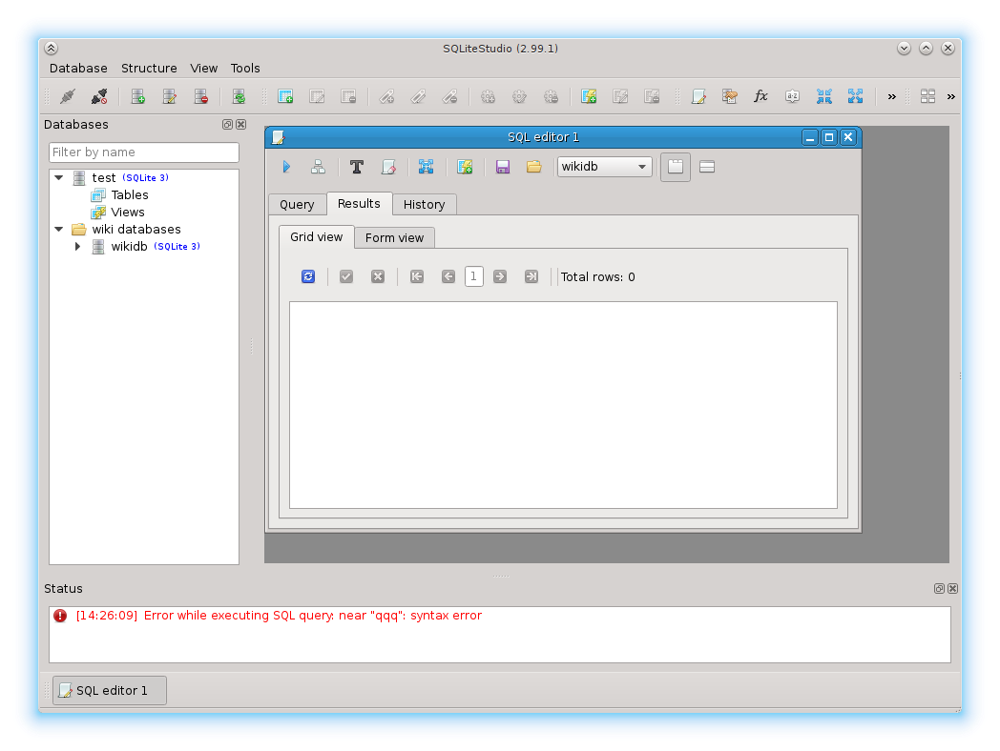 SQLiteStudio (2.99.1)
Database Structure View Tools
fx a-z » »
Databases
Filter by name
test (SQLite 3)
Tables
Views
wiki databases
wikidb (SQLite 3)
SQL editor 1
T wikidb
Query Results History
Grid view Form view
1 Total rows: 0
Status
[14:26:09] Error while executing SQL query: near "qqq": syntax error
SQL editor 1